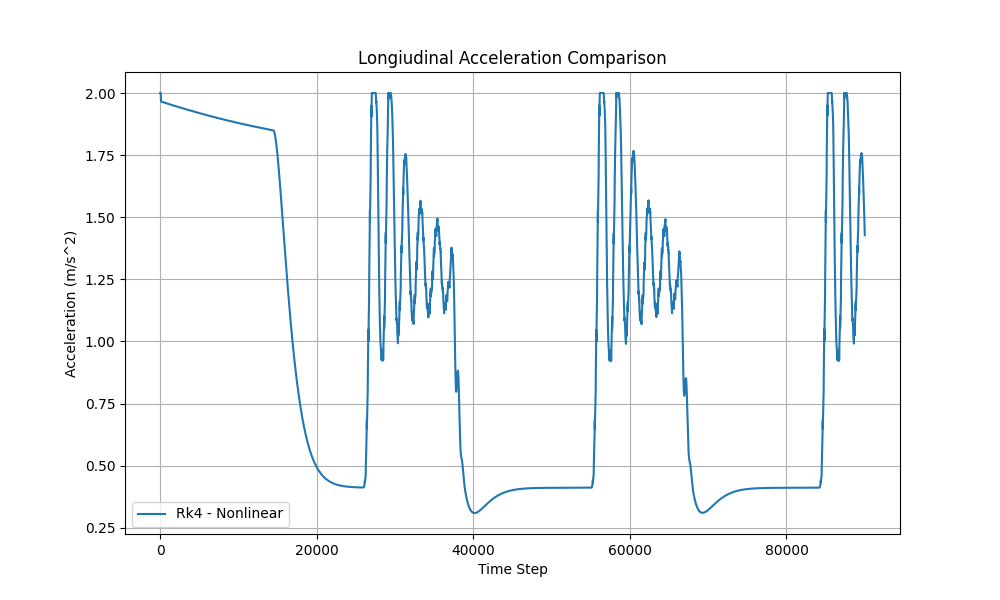 Longiudinal Acceleration Comparison
2.00
1.75
1.50
1.25
1.00
0.75
0.50
0.25
Acceleration (m/s^2)
Rk4 - Nonlinear
0 20000 40000 60000 80000
Time Step